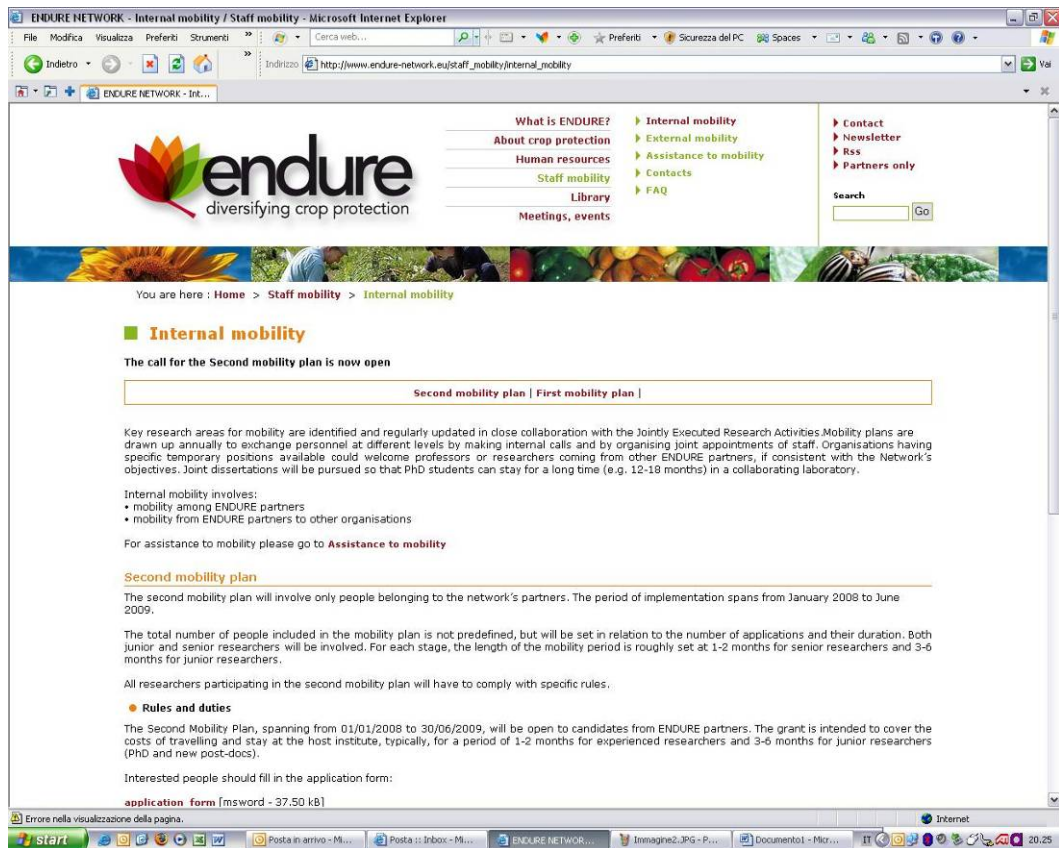 ENDURE NETWORK - Internal mobility / Staff mobility - Microsoft Internet Explorer
File Modifica Visualizza Preferiti Strumenti » Cerca web... Preferiti Sicurezza del PC Spaces
Indietro » Indirizzo http://www.endure-network.eu/staff_mobility/internal_mobility Vai
ENDURE NETWORK - Int...
endure
diversifying crop protection
What is ENDURE?
About crop protection
Human resources
Staff mobility
Library
Meetings, events
Internal mobility
External mobility
Assistance to mobility
Contacts
FAQ
Contact
Newsletter
Rss
Partners only
Search
Go
You are here : Home > Staff mobility > Internal mobility
Internal mobility
The call for the Second mobility plan is now open
Second mobility plan | First mobility plan |
Key research areas for mobility are identified and regularly updated in close collaboration with the Jointly Executed Research Activities.Mobility plans are
drawn up annually to exchange personnel at different levels by making internal calls and by organising joint appointments of staff. Organisations having
specific temporary positions available could welcome professors or researchers coming from other ENDURE partners, if consistent with the Network's
objectives. Joint dissertations will be pursued so that PhD students can stay for a long time (e.g. 12-18 months) in a collaborating laboratory.
Internal mobility involves:
• mobility among ENDURE partners
• mobility from ENDURE partners to other organisations
For assistance to mobility please go to Assistance to mobility
Second mobility plan
The second mobility plan will involve only people belonging to the network's partners. The period of implementation spans from January 2008 to June
2009.
The total number of people included in the mobility plan is not predefined, but will be set in relation to the number of applications and their duration. Both
junior and senior researchers will be involved. For each stage, the length of the mobility period is roughly set at 1-2 months for senior researchers and 3-6
months for junior researchers.
All researchers participating in the second mobility plan will have to comply with specific rules.
● Rules and duties
The Second Mobility Plan, spanning from 01/01/2008 to 30/06/2009, will be open to candidates from ENDURE partners. The grant is intended to cover the
costs of travelling and stay at the host institute, typically, for a period of 1-2 months for experienced researchers and 3-6 months for junior researchers
(PhD and new post-docs).
Interested people should fill in the application form:
application form [msword - 37.50 kB]
Errore nella visualizzazione della pagina. Internet
start Posta in arrivo - Mi... Posta :: Inbox - Mi... ENDURE NETWOR... Immagine2.JPG - P... Documento1 - Micr... IT 20.25